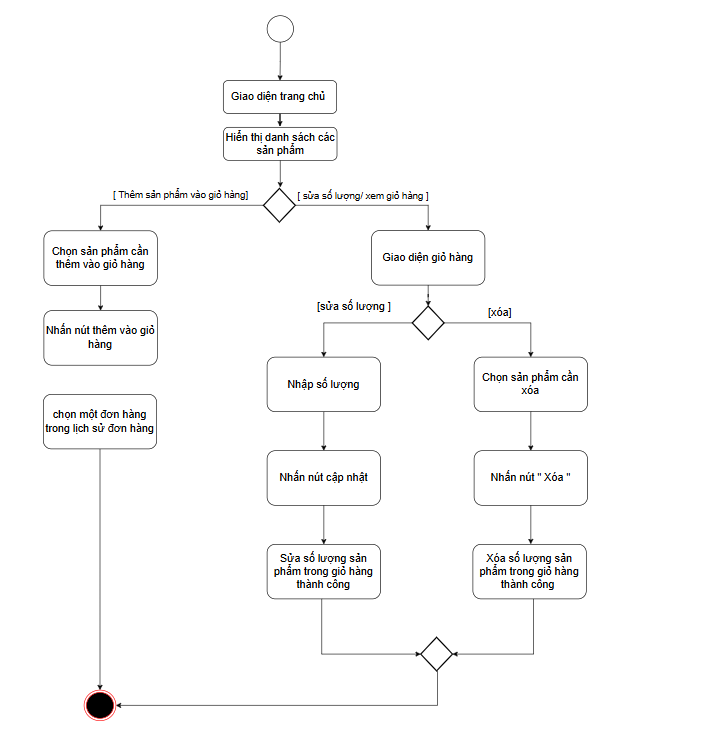 Giao diện trang chủ
Hiển thị danh sách các
sản phẩm
[ Thêm sản phẩm vào giỏ hàng]
[ sửa số lượng/ xem giỏ hàng ]
Chọn sản phẩm cần
thêm vào giỏ hàng
Giao diện giỏ hàng
Nhấn nút thêm vào giỏ
hàng
[sửa số lượng ]
[xóa]
Nhập số lượng
Chọn sản phẩm cần
xóa
chọn một đơn hàng
trong lịch sử đơn hàng
Nhấn nút cập nhật
Nhấn nút " Xóa "
Sửa số lượng sản
phẩm trong giỏ hàng
thành công
Xóa số lượng sản
phẩm trong giỏ hàng
thành công